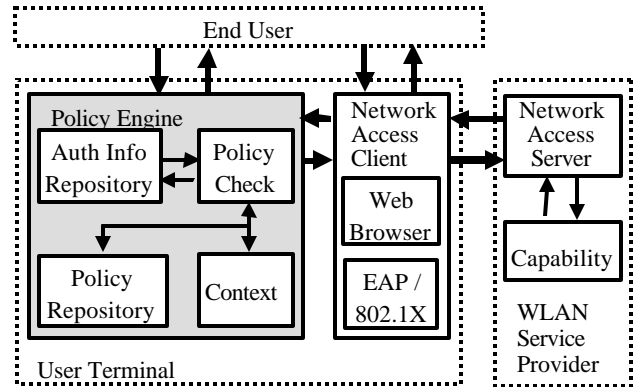 End User
Policy Engine
Auth Info
Repository
Policy
Check
Policy
Repository
Context
Network
Access
Client
Web
Browser
EAP /
802.1X
User Terminal
Network
Access
Server
Capability
WLAN
Service
Provider